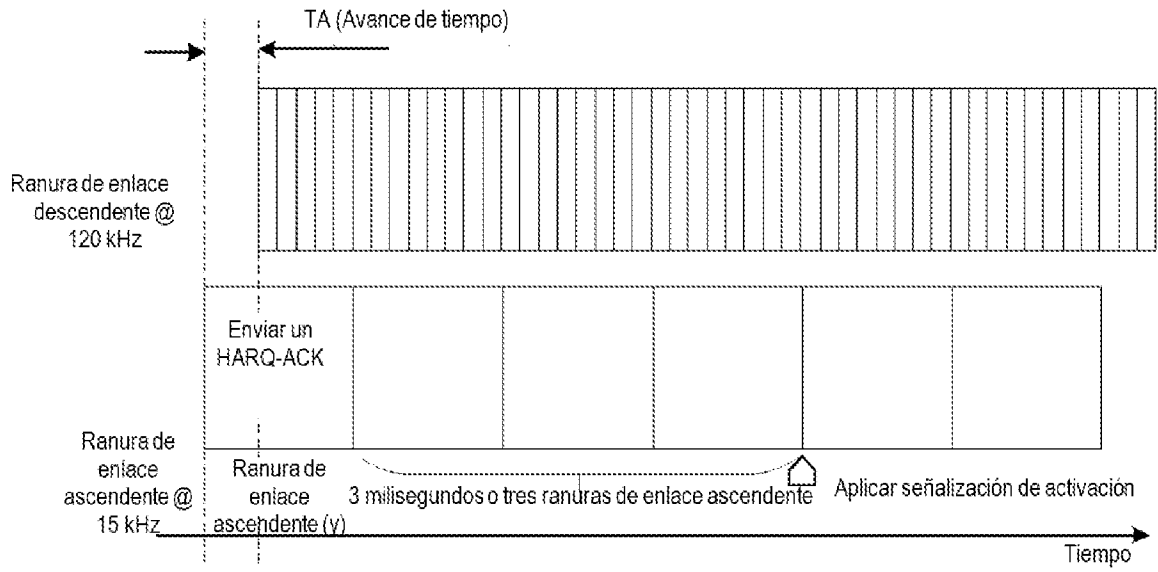 TA (Avance de tiempo)
Ranura de enlace
descendente @
120 kHz
Enviar un
HARQ-ACK
Ranura de
enlace
ascendente @
15 kHz
Ranura de
enlace
ascendente (y)
3 milisegundos o tres ranuras de enlace ascendente
Aplicar señalización de activación
Tiempo